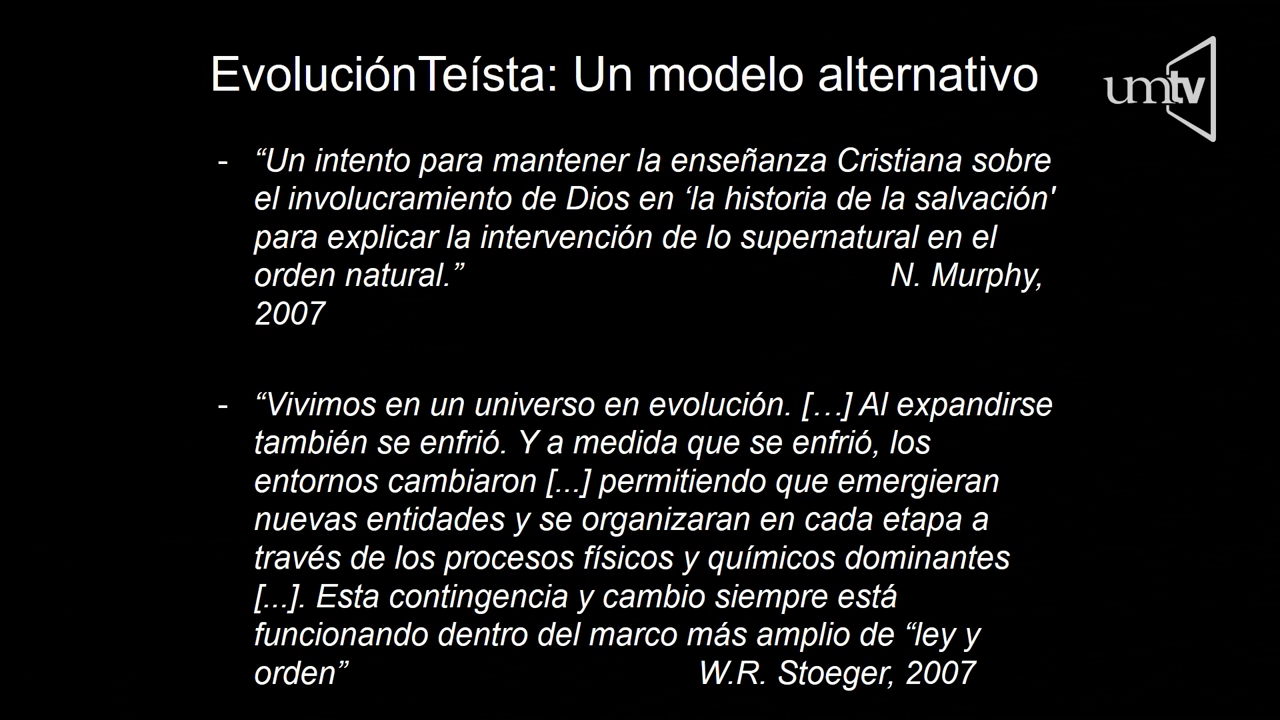 EvoluciónTeísta: Un modelo alternativo
umtv
- “Un intento para mantener la enseñanza Cristiana sobre
el involucramiento de Dios en ‘la historia de la salvación'
para explicar la intervención de lo supernatural en el
orden natural.” N. Murphy,
2007
- “Vivimos en un universo en evolución. […] Al expandirse
también se enfrió. Y a medida que se enfrió, los
entornos cambiaron [...] permitiendo que emergieran
nuevas entidades y se organizaran en cada etapa a
través de los procesos físicos y químicos dominantes
[...]. Esta contingencia y cambio siempre está
funcionando dentro del marco más amplio de “ley y
orden” W.R. Stoeger, 2007